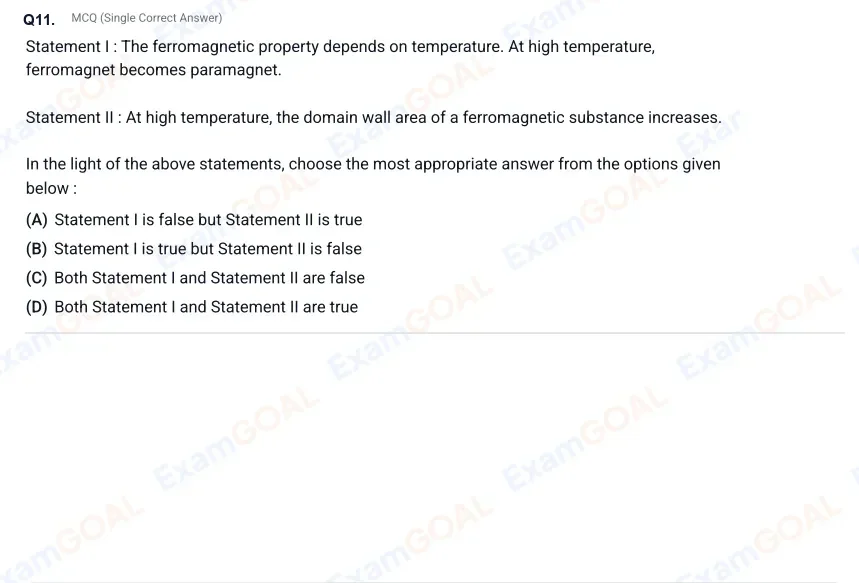 Q11. MCQ (Single Correct Answer)
Statement I : The ferromagnetic property depends on temperature. At high temperature,
ferromagnet becomes paramagnet.
Statement II : At high temperature, the domain wall area of a ferromagnetic substance increases.
In the light of the above statements, choose the most appropriate answer from the options given
below :
(A) Statement I is false but Statement II is true
(B) Statement I is true but Statement II is false
(C) Both Statement I and Statement II are false
(D) Both Statement I and Statement II are true
ExamGOAL